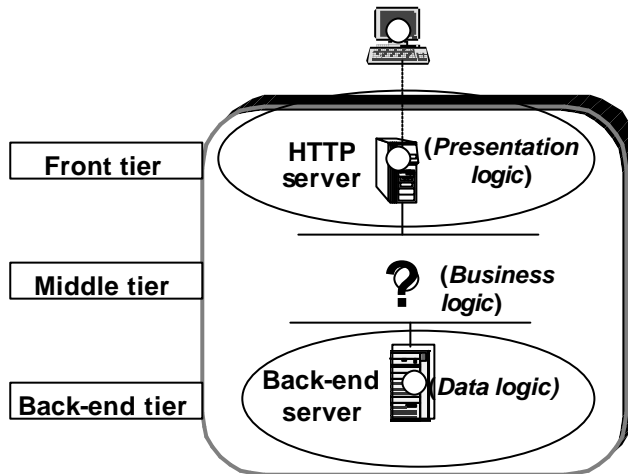 Front tier
HTTP
server
(Presentation
logic)
Middle tier
?
(Business
logic)
Back-end tier
Back-end
server
(Data logic)